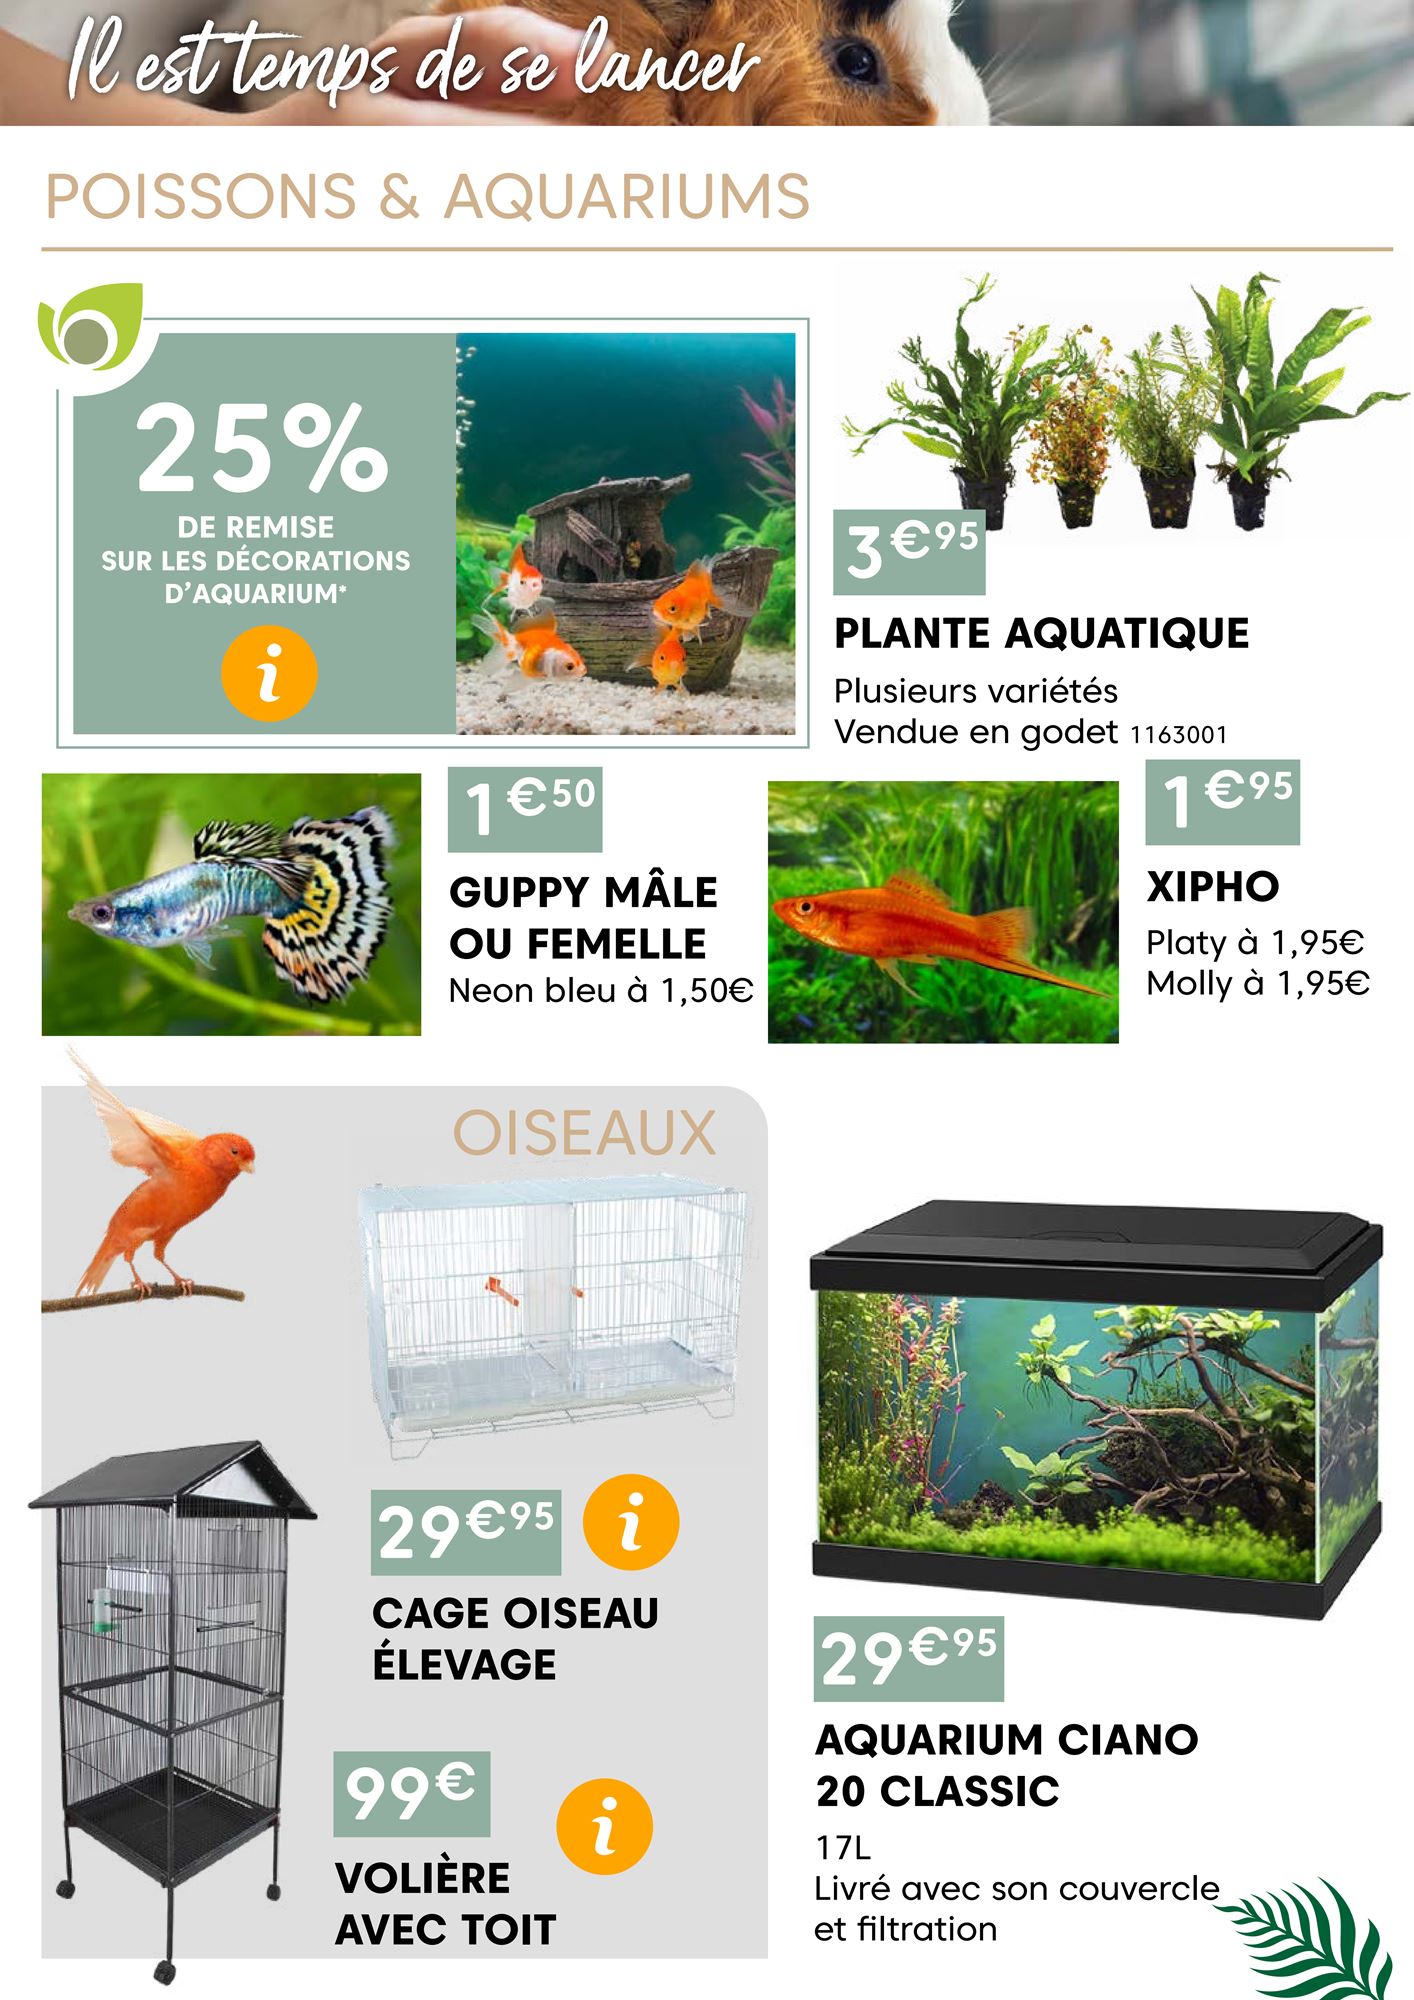 Il est temps de se lancer
POISSONS & AQUARIUMS
25%
DE REMISE
SUR LES DÉCORATIONS
D'AQUARIUM*
i
3€95
PLANTE AQUATIQUE
Plusieurs variétés
Vendue en godet 1163001
1€50
GUPPY MÂLE
OU FEMELLE
Neon bleu à 1,50€
1€95
XIPHO
Platy à 1,95€
Molly à 1,95€
OISEAUX
29€95
i
CAGE OISEAU
ÉLEVAGE
99€
i
VOLIÈRE
AVEC TOIT
29€95
AQUARIUM CIANO
20 CLASSIC
17L
Livré avec son couvercle
et filtration